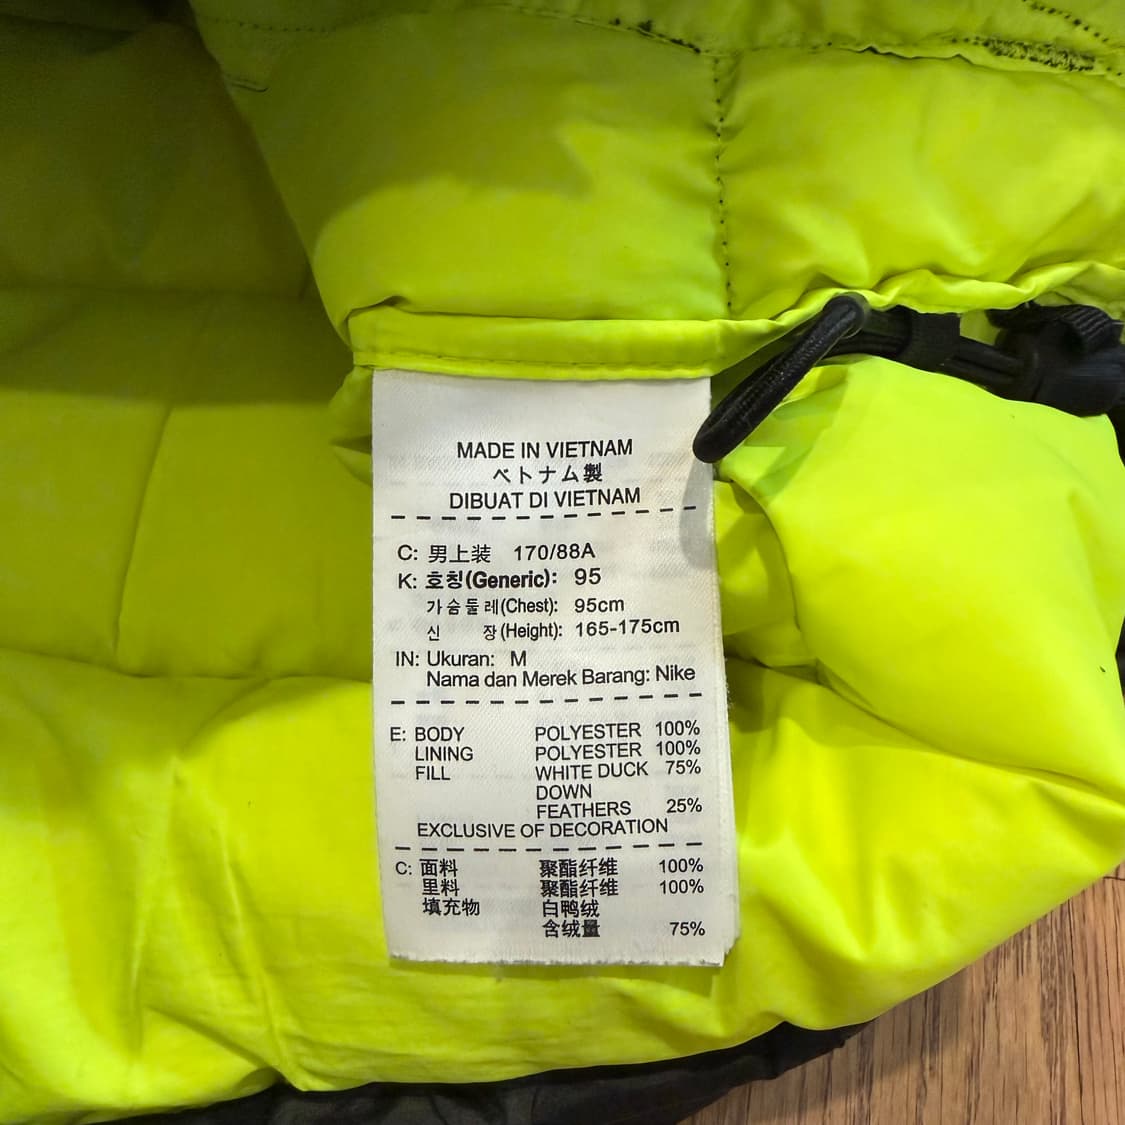 MADE IN VIETNAM
ベトナム製
DIBUAT DI VIETNAM
C: 男上装 170/88A
K: 호칭(Generic): 95
가슴둘레(Chest): 95cm
신 장(Height): 165-175cm
IN: Ukuran: M
Nama dan Merek Barang: Nike
E: BODY POLYESTER 100%
LINING POLYESTER 100%
FILL WHITE DUCK 75%
DOWN
FEATHERS 25%
EXCLUSIVE OF DECORATION
C: 面料 聚酯纤维 100%
里料 聚酯纤维 100%
填充物 白鸭绒
含绒量 75%